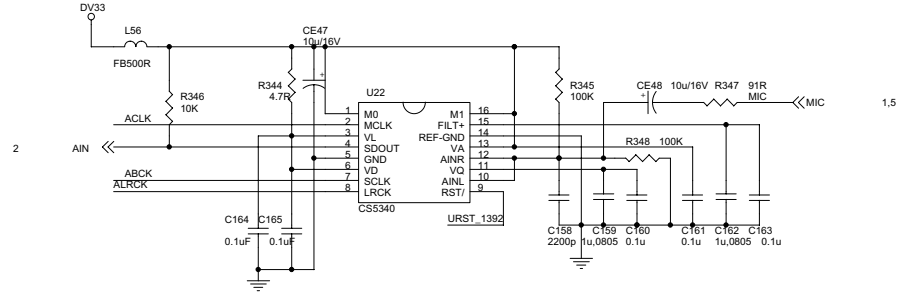 DV33
L56
FB500R
CE47
10u/16V
R344
4.7R
R346
10K
U22
R345
100K
CE48 10u/16V R347 91R
MIC
MIC
1,5
ACLK
2 AIN
ABCK
ALRCK
1 M0 M1 16
2 MCLK FILT+ 15
3 VL REF-GND 14
4 SDOUT VA 13
5 GND AINR 12
6 VD VQ 11
7 SCLK AINL 10
8 LRCK RST/ 9
CS5340
R348 100K
URST_1392
C164 C165
0.1uF 0.1uF
C158 C159 C160 C161 C162 C163
2200p 1u,0805 0.1u 0.1u 1u,0805 0.1u